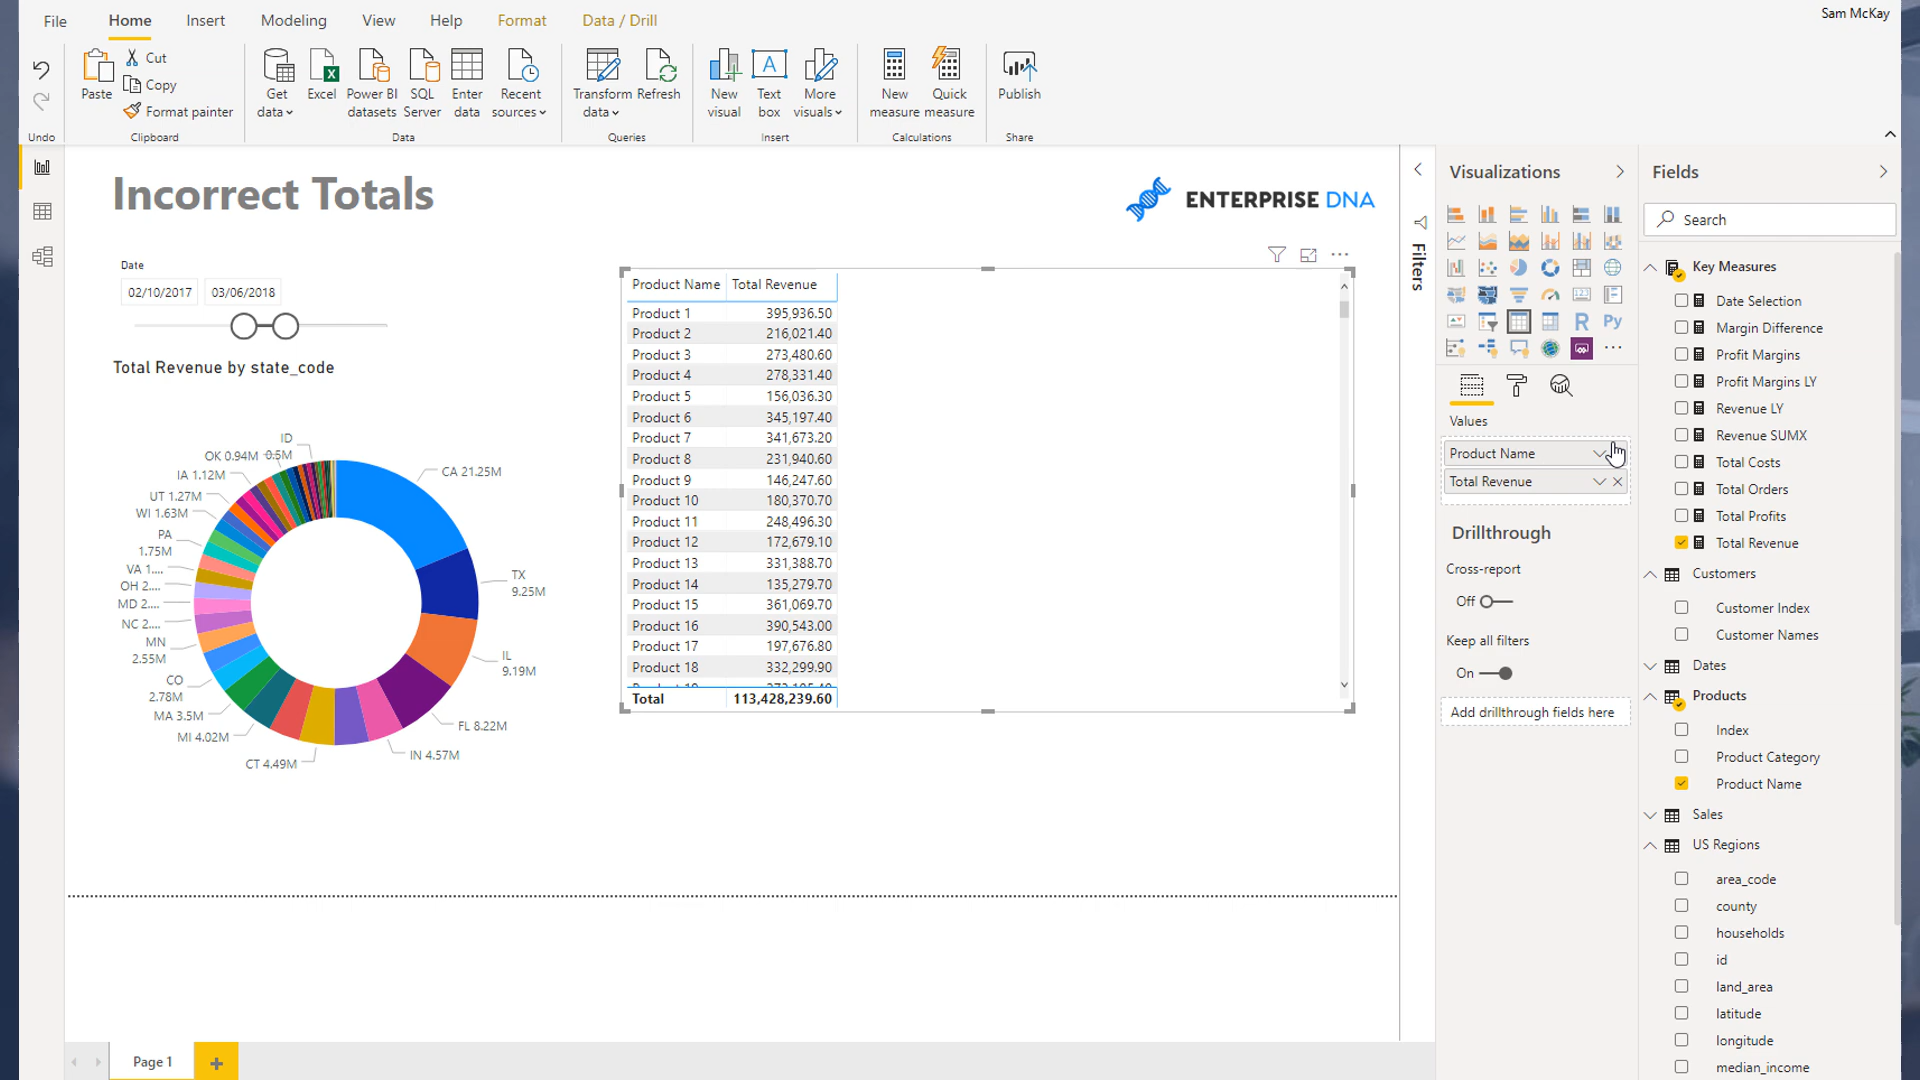 Sam McKay
File Home Insert Modeling View Help Format Data / Drill
Cut
Copy
Format painter
Paste
Get data
Excel
Power BI datasets
SQL Server
Enter data
Recent sources
Transform data
Refresh
New visual
Text box
More visuals
New measure
Quick measure
Publish
Undo Clipboard Data Queries Insert Calculations Share
Incorrect Totals
ENTERPRISE DNA
Date
02/10/2017 03/06/2018
Total Revenue by state_code
ID
OK 0.94M 0.5M
IA 1.12M
UT 1.27M
WI 1.63M
PA
1.75M
VA 1....
OH 2....
MD 2....
NC 2....
MN
2.55M
CO
2.78M
MA 3.5M
MI 4.02M
CT 4.49M
IN 4.57M
FL 8.22M
IL
9.19M
TX
9.25M
CA 21.25M
Product Name Total Revenue
Product 1 395,936.50
Product 2 216,021.40
Product 3 273,480.60
Product 4 278,331.40
Product 5 156,036.30
Product 6 345,197.40
Product 7 341,673.20
Product 8 231,940.60
Product 9 146,247.60
Product 10 180,370.70
Product 11 248,496.30
Product 12 172,679.10
Product 13 331,388.70
Product 14 135,279.70
Product 15 361,069.70
Product 16 390,543.00
Product 17 197,676.80
Product 18 332,299.90
Total 113,428,239.60
Filters
Visualizations
R Py
Values
Product Name
Total Revenue
Drillthrough
Cross-report
Off
Keep all filters
On
Add drillthrough fields here
Fields
Search
Key Measures
Date Selection
Margin Difference
Profit Margins
Profit Margins LY
Revenue LY
Revenue SUMX
Total Costs
Total Orders
Total Profits
Total Revenue
Customers
Customer Index
Customer Names
Dates
Products
Index
Product Category
Product Name
Sales
US Regions
area_code
county
households
id
land_area
latitude
longitude
median_income
Page 1